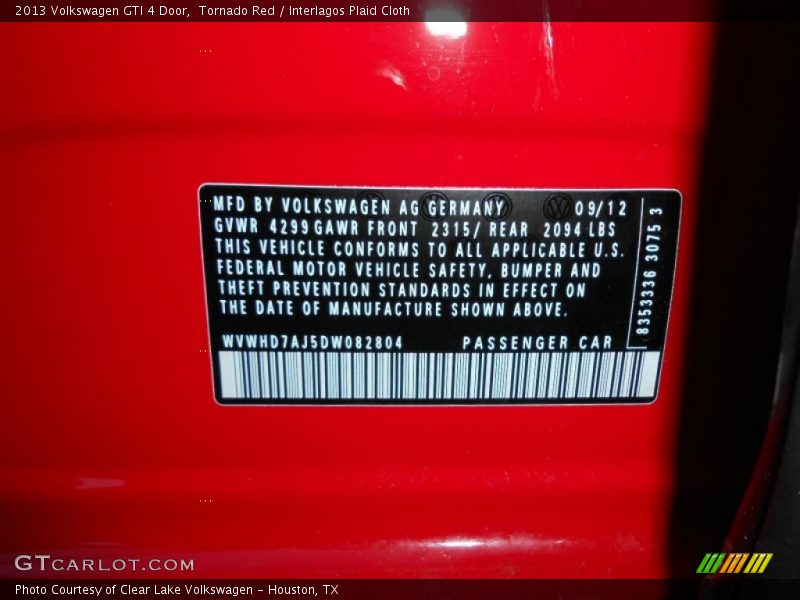 2013 Volkswagen GTI 4 Door,  Tornado Red / Interlagos Plaid Cloth
MFD BY VOLKSWAGEN AG GERMANY 09/12
GVWR 4299 GAWR FRONT 2315/ REAR 2094 LBS
THIS VEHICLE CONFORMS TO ALL APPLICABLE U.S.
FEDERAL MOTOR VEHICLE SAFETY, BUMPER AND
THEFT PREVENTION STANDARDS IN EFFECT ON
THE DATE OF MANUFACTURE SHOWN ABOVE.
WVWHD7AJ5DW082804 PASSENGER CAR
8353336 3075 3
GTCARLOT.COM
Photo Courtesy of Clear Lake Volkswagen - Houston, TX